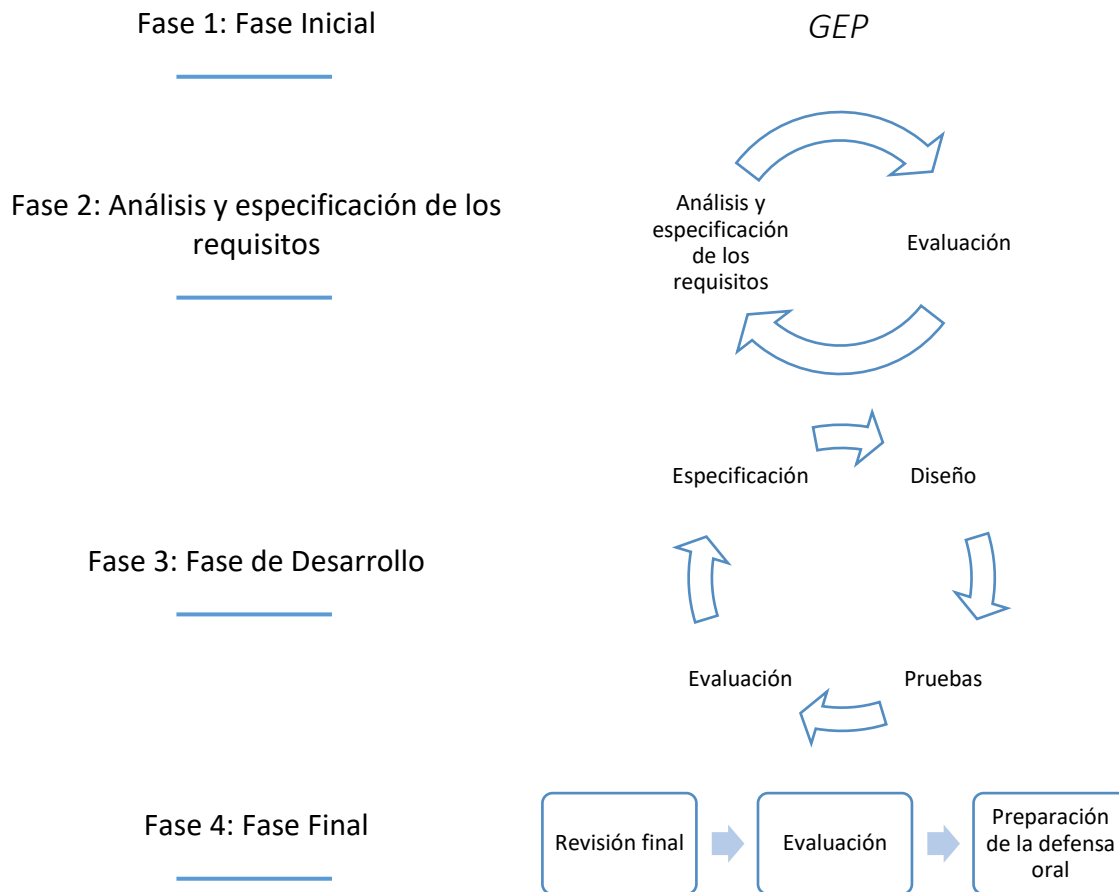 Fase 1: Fase Inicial
GEP
Fase 2: Análisis y especificación de los
requisitos
Análisis y
especificación
de los
requisitos
Evaluación
Especificación
Diseño
Fase 3: Fase de Desarrollo
Evaluación
Pruebas
Fase 4: Fase Final
Revisión final
Evaluación
Preparación
de la defensa
oral